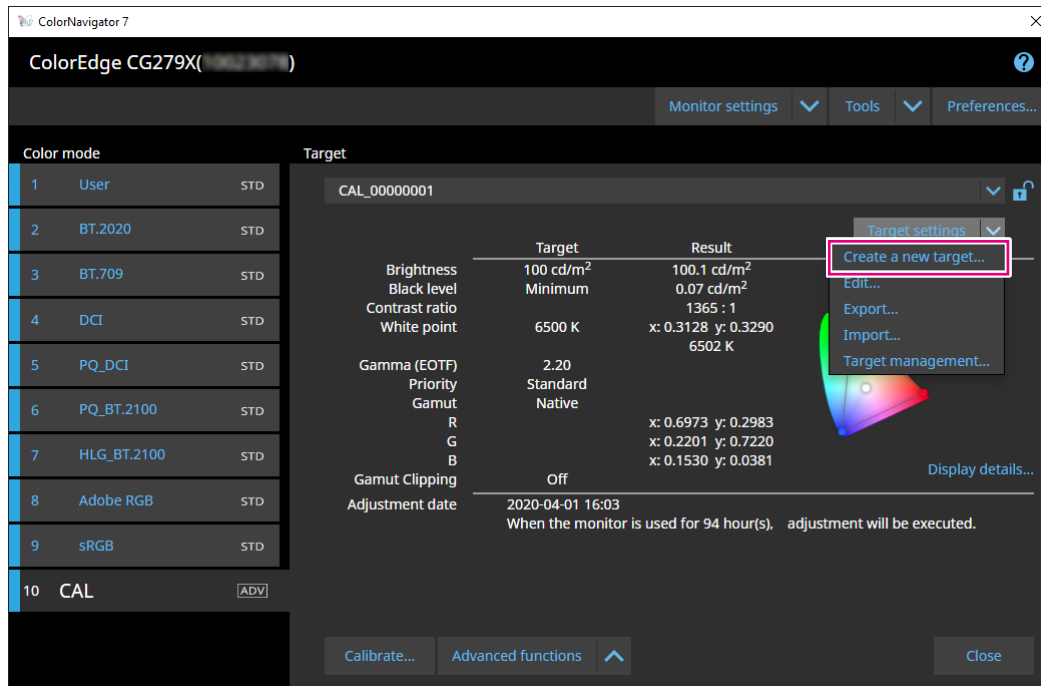 ColorNavigator 7
ColorEdge CG279X( )
Monitor settings Tools Preferences...
Color mode
1 User STD
2 BT.2020 STD
3 BT.709 STD
4 DCI STD
5 PQ_DCI STD
6 PQ_BT.2100 STD
7 HLG_BT.2100 STD
8 Adobe RGB STD
9 sRGB STD
10 CAL ADV
Target
CAL_00000001
Target settings
Create a new target...
Edit...
Export...
Import...
Target management...
Target Result
Brightness 100 cd/m² 100.1 cd/m²
Black level Minimum 0.07 cd/m²
Contrast ratio 1365 : 1
White point 6500 K x: 0.3128 y: 0.3290
6502 K
Gamma (EOTF) 2.20
Priority Standard
Gamut Native
R x: 0.6973 y: 0.2983
G x: 0.2201 y: 0.7220
B x: 0.1530 y: 0.0381
Gamut Clipping Off
Display details...
Adjustment date 2020-04-01 16:03
When the monitor is used for 94 hour(s), adjustment will be executed.
Calibrate... Advanced functions Close